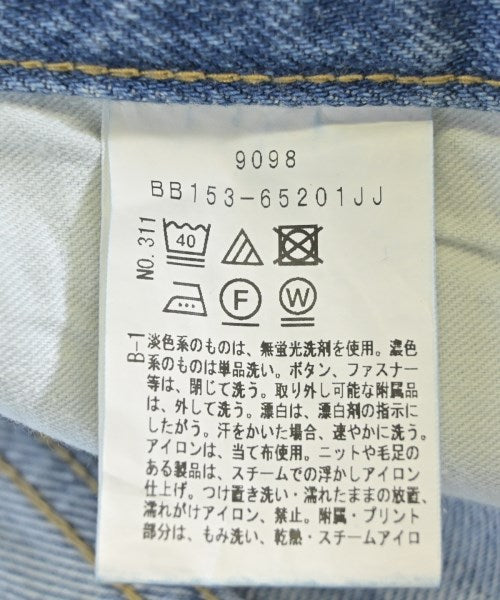 9098
BB153-65201JJ
NO.311
40
F
W
B-1
淡色系のものは、無蛍光洗剤を使用。濃色
系のものは単品洗い。ボタン、ファスナー
等は、閉じて洗う。取り外し可能な附属品
は、外して洗う。漂白は、漂白剤の指示に
したがう。汗をかいた場合、速やかに洗う。
アイロンは、当て布使用。ニットや毛足の
ある製品は、スチームでの浮かしアイロン
仕上げ。つけ置き洗い・濡れたままの放置、
濡れがけアイロン、禁止。附属・プリント
部分は、もみ洗い、乾熱・スチームアイロ